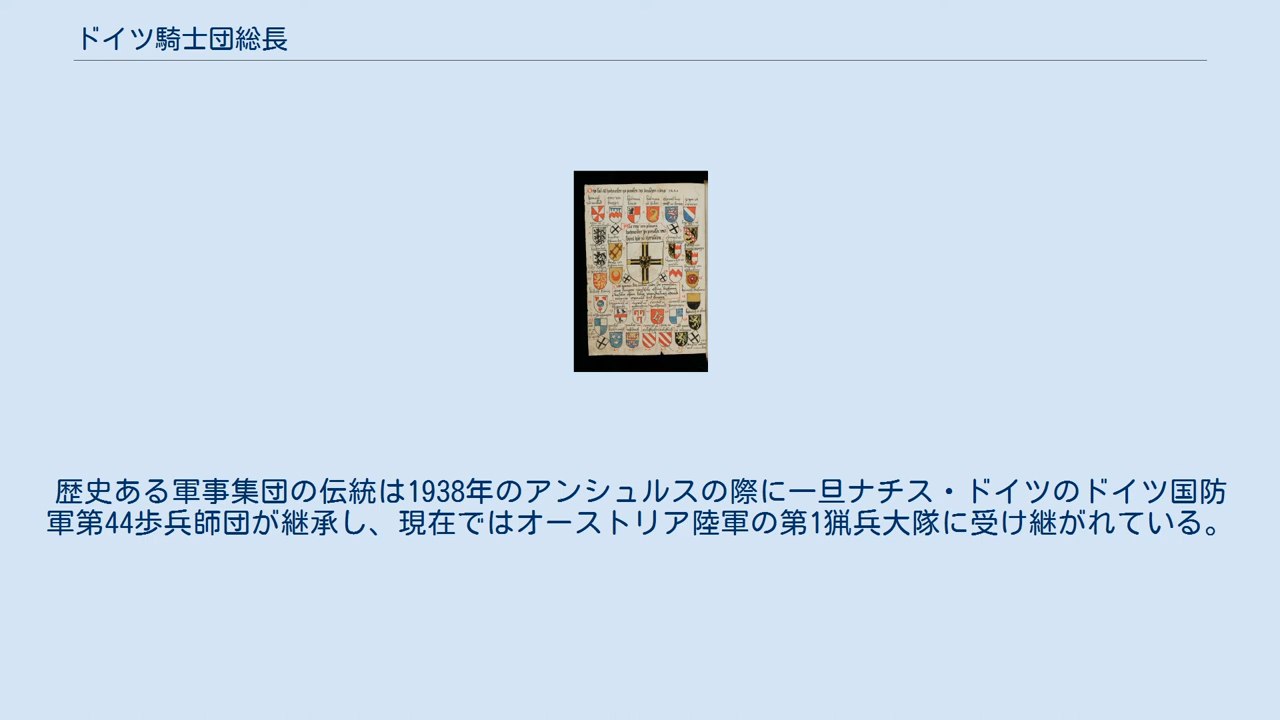 ドイツ騎士団総長
歴史ある軍事集団の伝統は1938年のアンシュルスの際に一旦ナチス・ドイツのドイツ国防
軍第44歩兵師団が継承し、現在ではオーストリア陸軍の第1猟兵大隊に受け継がれている。